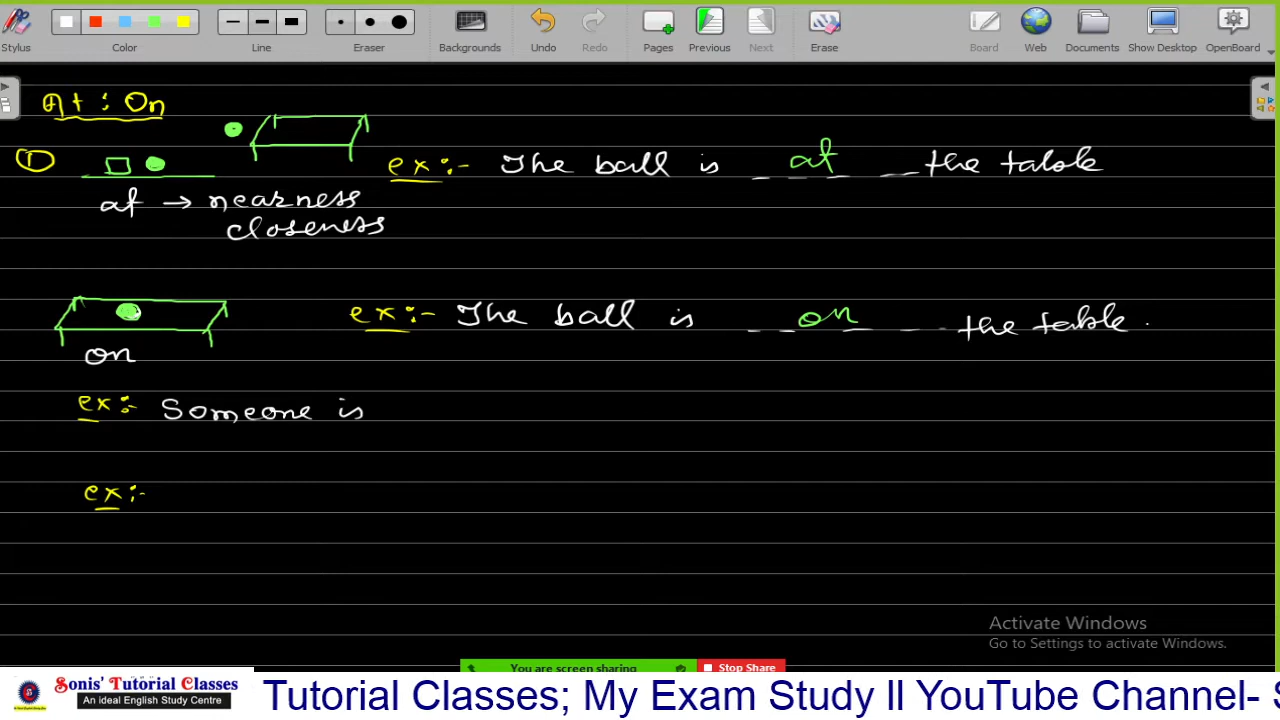 Stylus
Color
Line
Eraser
Backgrounds
Undo
Redo
Pages
Previous
Next
Erase
Board
Web
Documents
Show Desktop
OpenBoard
At : On
① ex:- The ball is _ at _ _ the table
at → nearness
closeness
ex:- The ball is _ _ on _ _ the table.
on
ex:- Someone is
ex:-
Activate Windows
Go to Settings to activate Windows.
You are screen sharing
Stop Share
Sonis' Tutorial Classes
An ideal English Study Centre
Tutorial Classes; My Exam Study ll YouTube Channel- S